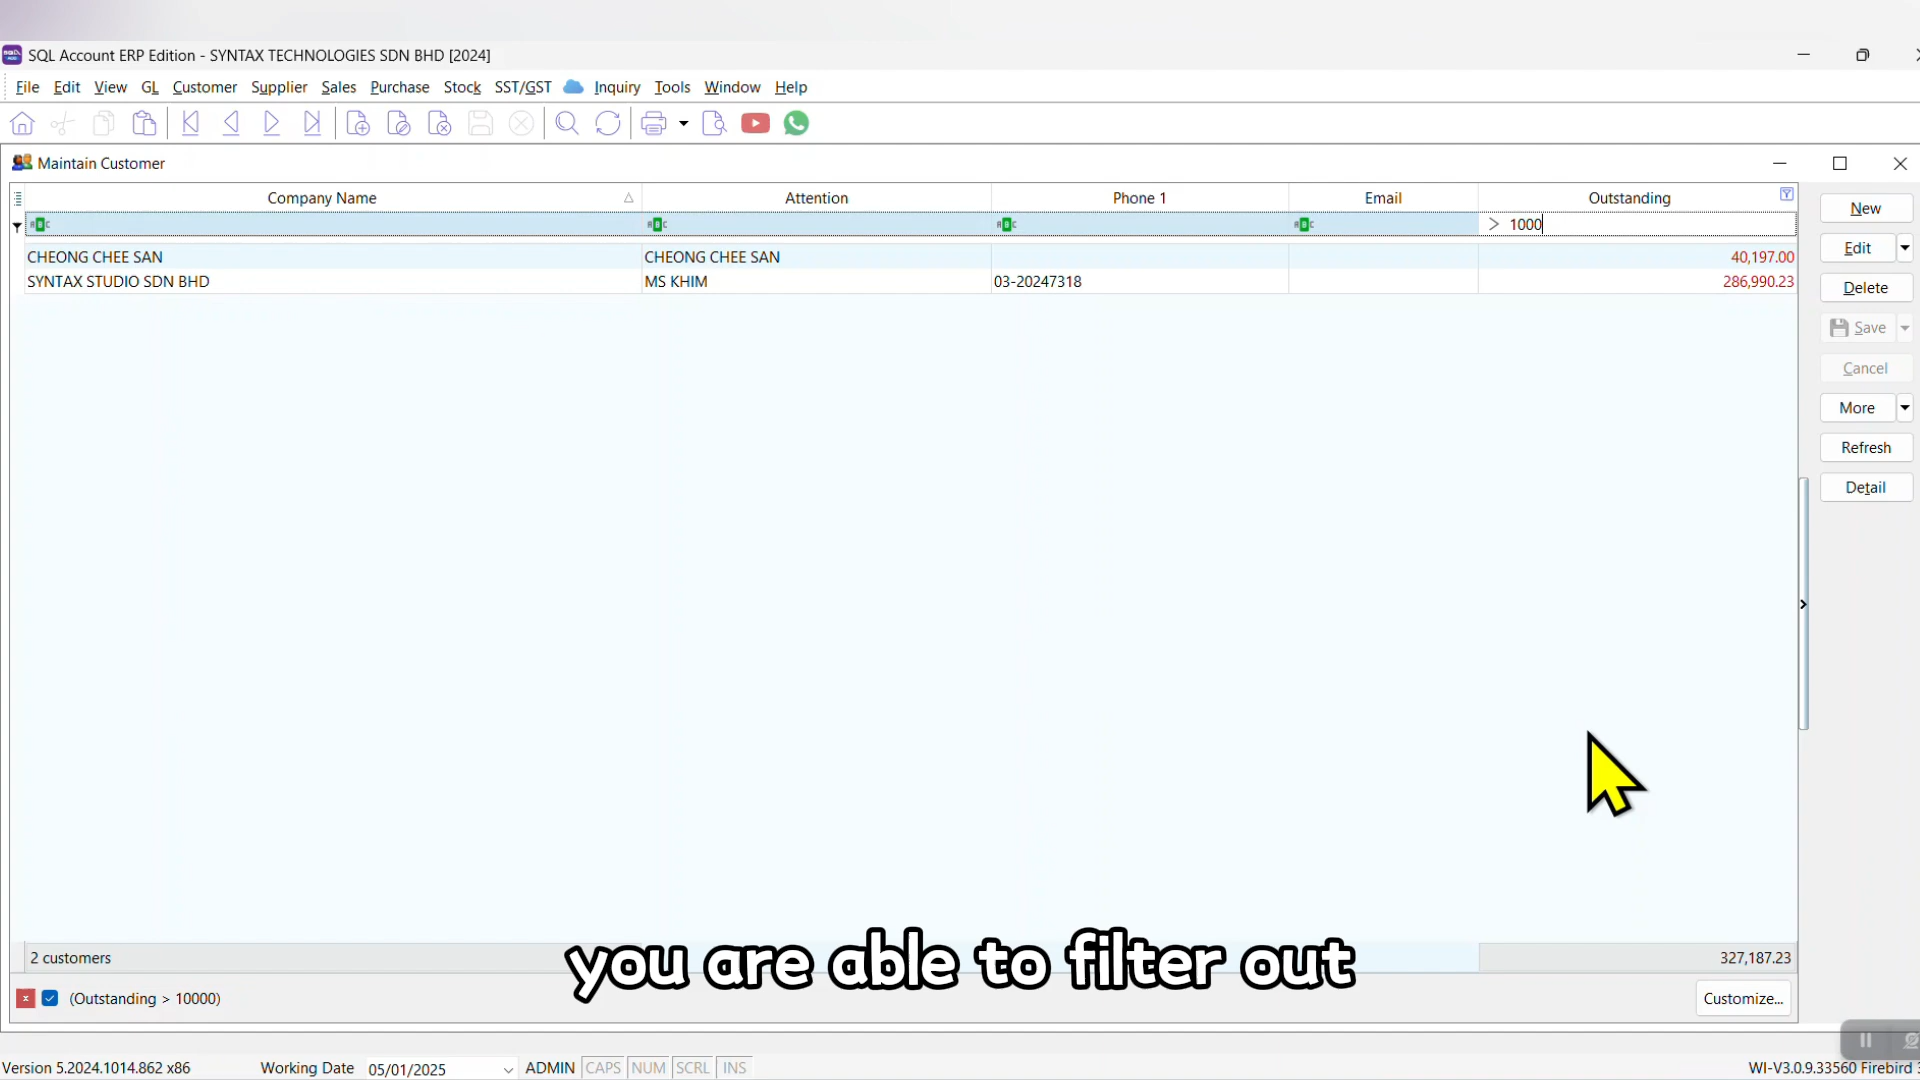 SQL Account ERP Edition - SYNTAX TECHNOLOGIES SDN BHD [2024]
File Edit View GL Customer Supplier Sales Purchase Stock SST/GST Inquiry Tools Window Help
Maintain Customer
Company Name Attention Phone 1 Email Outstanding
> 1000
CHEONG CHEE SAN CHEONG CHEE SAN 40,197.00
SYNTAX STUDIO SDN BHD MS KHIM 03-20247318 286,990.23
New
Edit
Delete
Save
Cancel
More
Refresh
Detail
2 customers 327,187.23
you are able to filter out
(Outstanding > 10000) Customize...
Version 5.2024.1014.862 x86 Working Date 05/01/2025 ADMIN CAPS NUM SCRL INS WI-V3.0.9.33560 Firebird